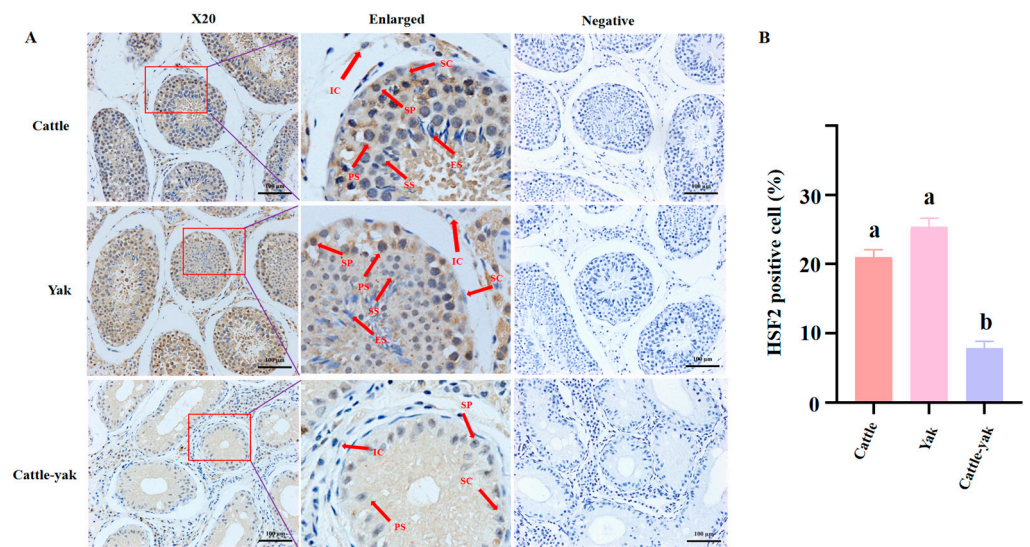 X20 Enlarged Negative
A B
Cattle
IC SC SP PS SS ES
100 μm 100 μm
Yak
SP PS SS ES IC SC
100 μm 100 μm
Cattle-yak
SP IC SC PS
100 μm 100 μm
HSF2 positive cell (%)
30
20
10
0
a a b
Cattle Yak Cattle-yak